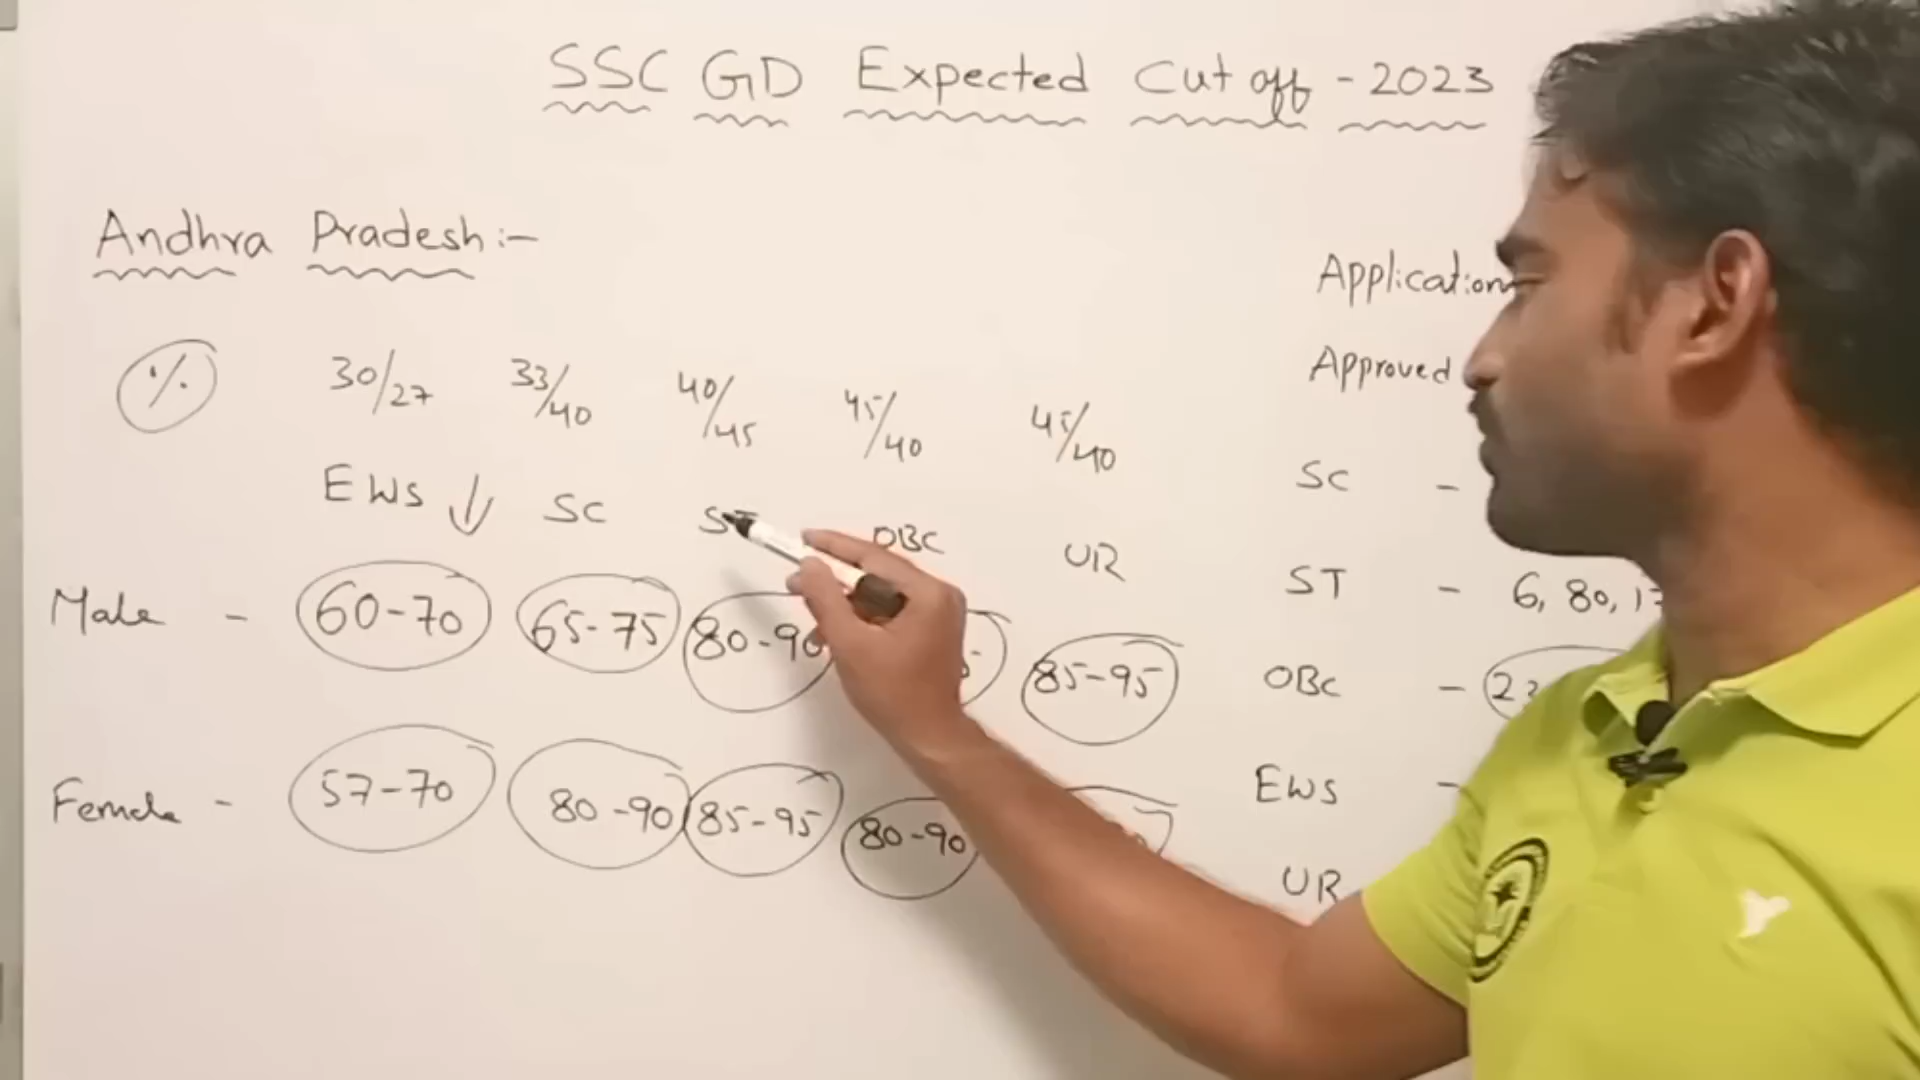 SSC GD Expected Cut off - 2023
Andhra Pradesh:-
% 30/27 33/40 40/45 45/40 45/40
EWS SC ST OBC UR
Male - 60-70 65-75 80-90 85-95
Female - 57-70 80-90 85-95 80-90
Application
Approved
SC -
ST - 6, 80, 17
OBC - 23
EWS -
UR